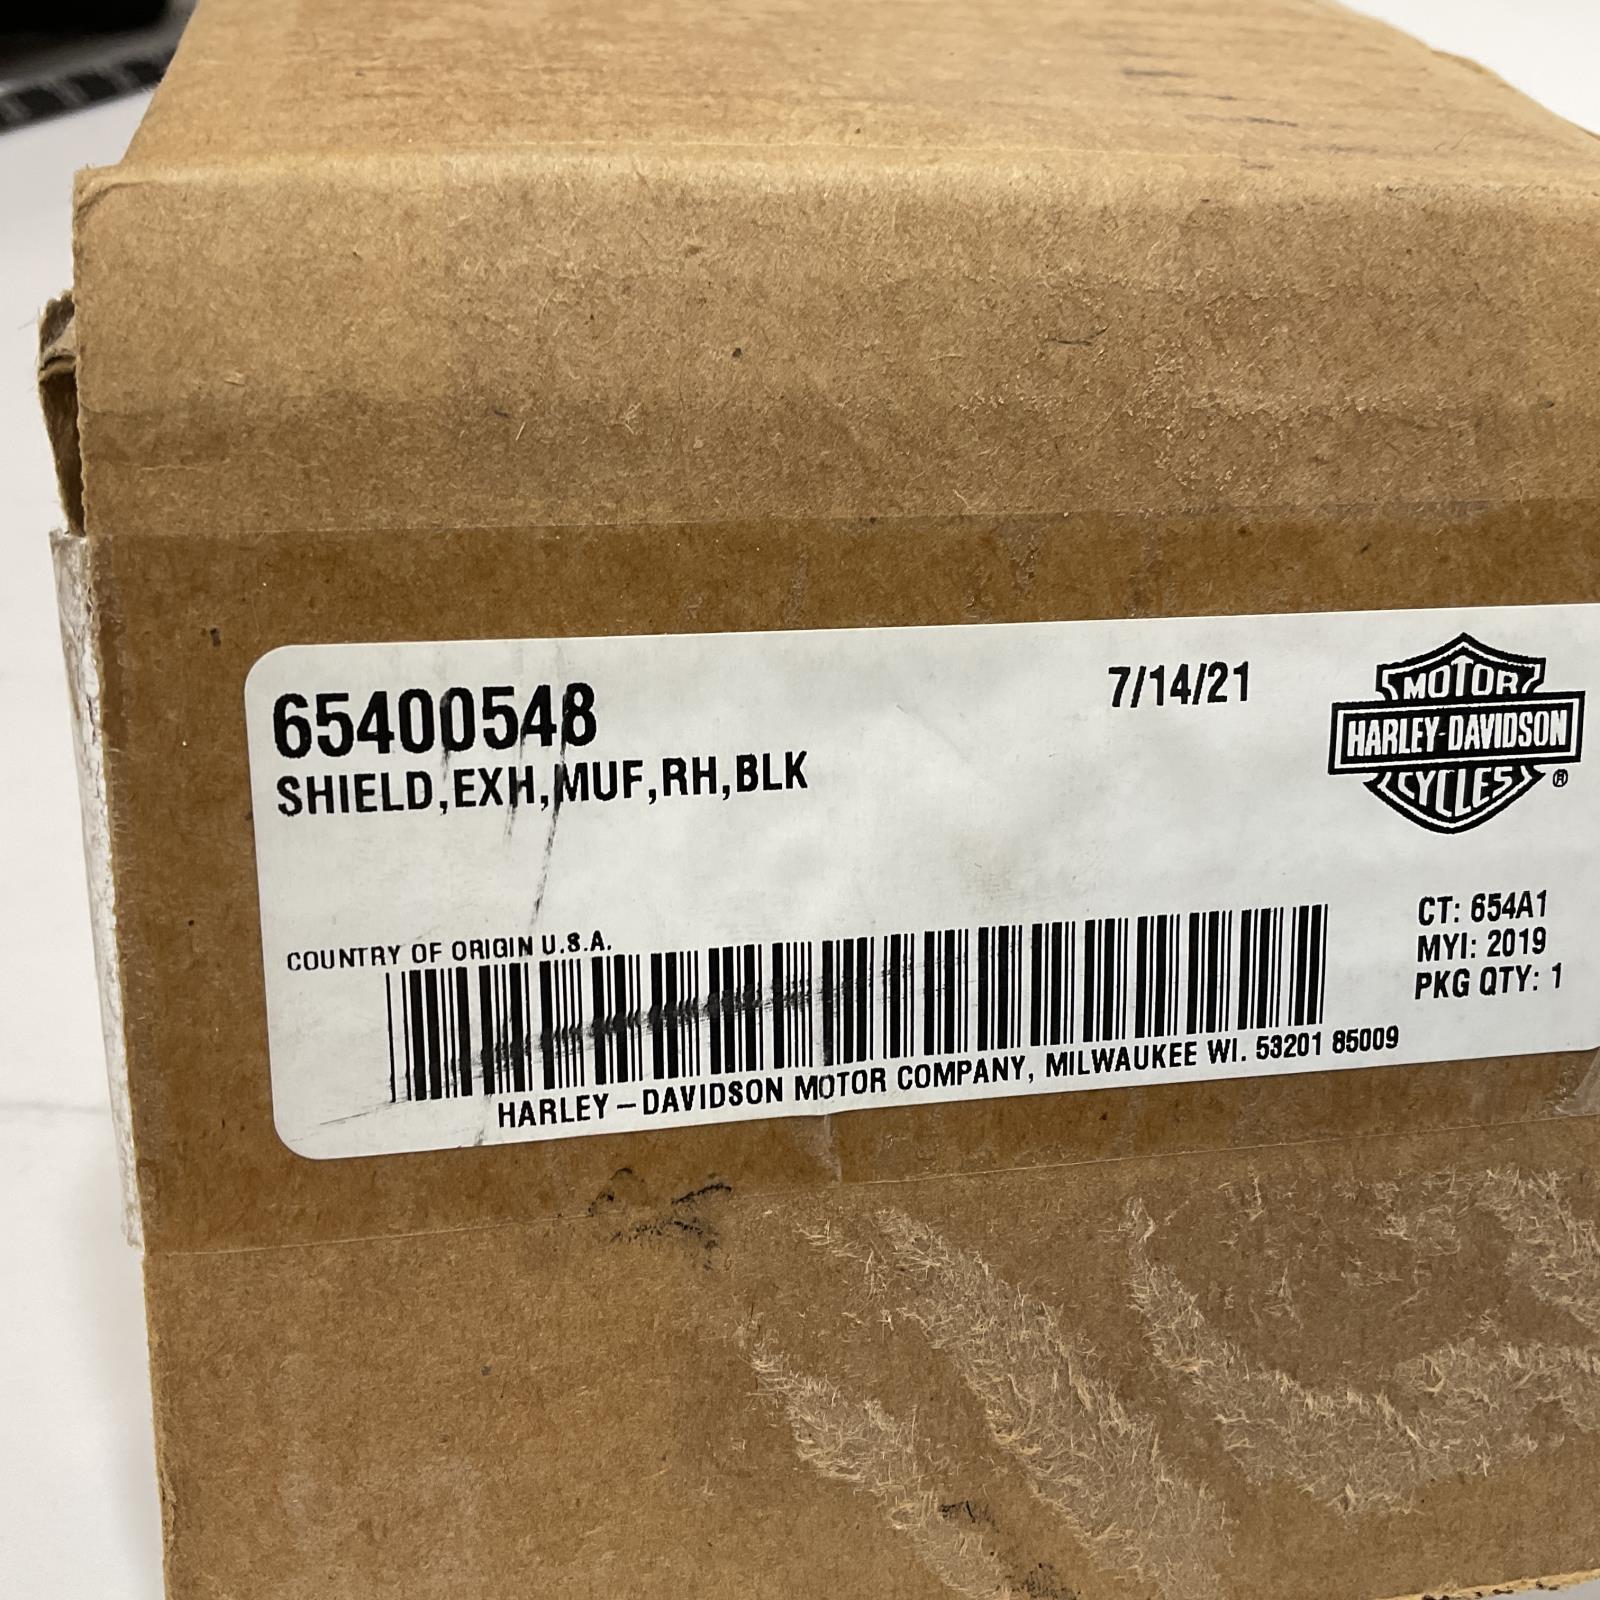 65400548
SHIELD,EXH,MUF,RH,BLK
7/14/21
MOTOR
HARLEY-DAVIDSON
CYCLES
®
COUNTRY OF ORIGIN U.S.A.
CT: 654A1
MYI: 2019
PKG QTY: 1
HARLEY-DAVIDSON MOTOR COMPANY, MILWAUKEE WI. 53201 85009